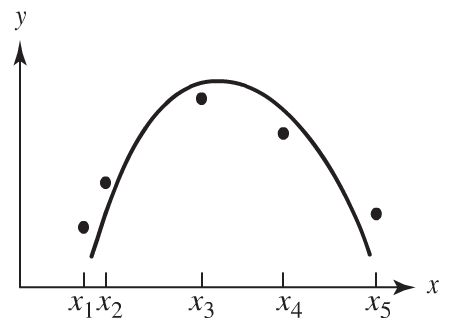 y
x₁ x₂ x₃ x₄ x₅ x